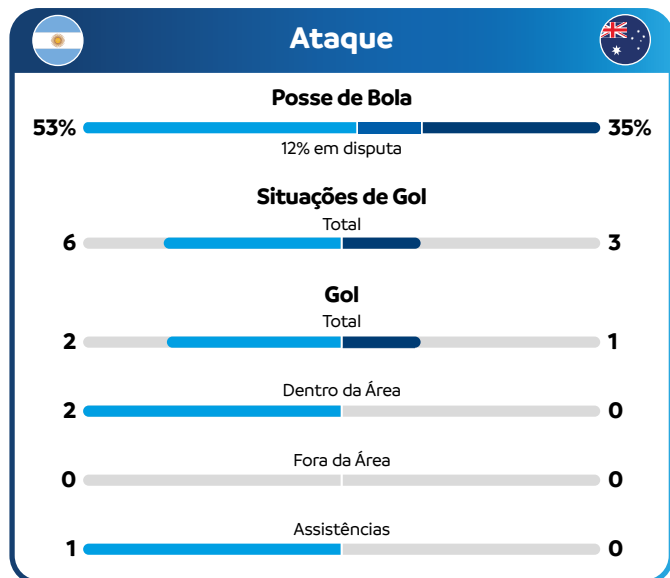 Ataque
Posse de Bola
53% 35%
12% em disputa
Situações de Gol
Total
6 3
Gol
Total
2 1
Dentro da Área
2 0
Fora da Área
0 0
Assistências
1 0